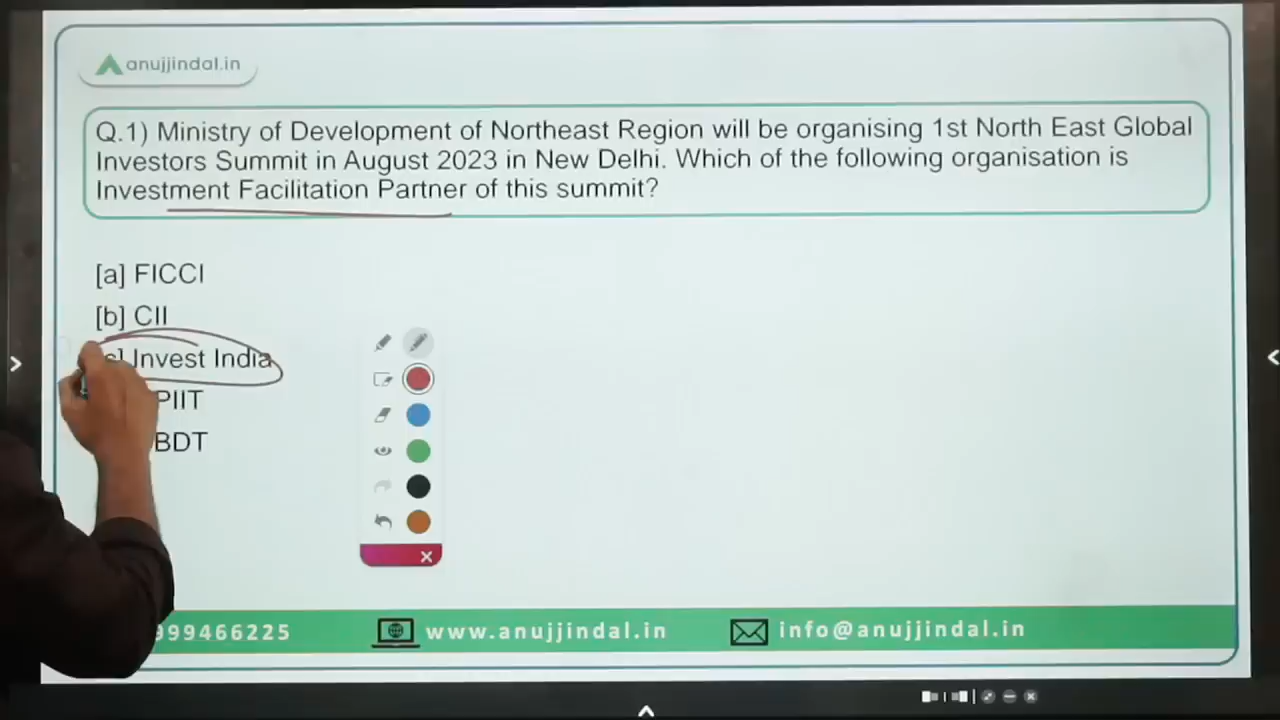 anujjindal.in
Q.1) Ministry of Development of Northeast Region will be organising 1st North East Global
Investors Summit in August 2023 in New Delhi. Which of the following organisation is
Investment Facilitation Partner of this summit?
[a] FICCI
[b] CII
c] Invest India
PIIT
BDT
999466225
www.anujjindal.in
info@anujjindal.in